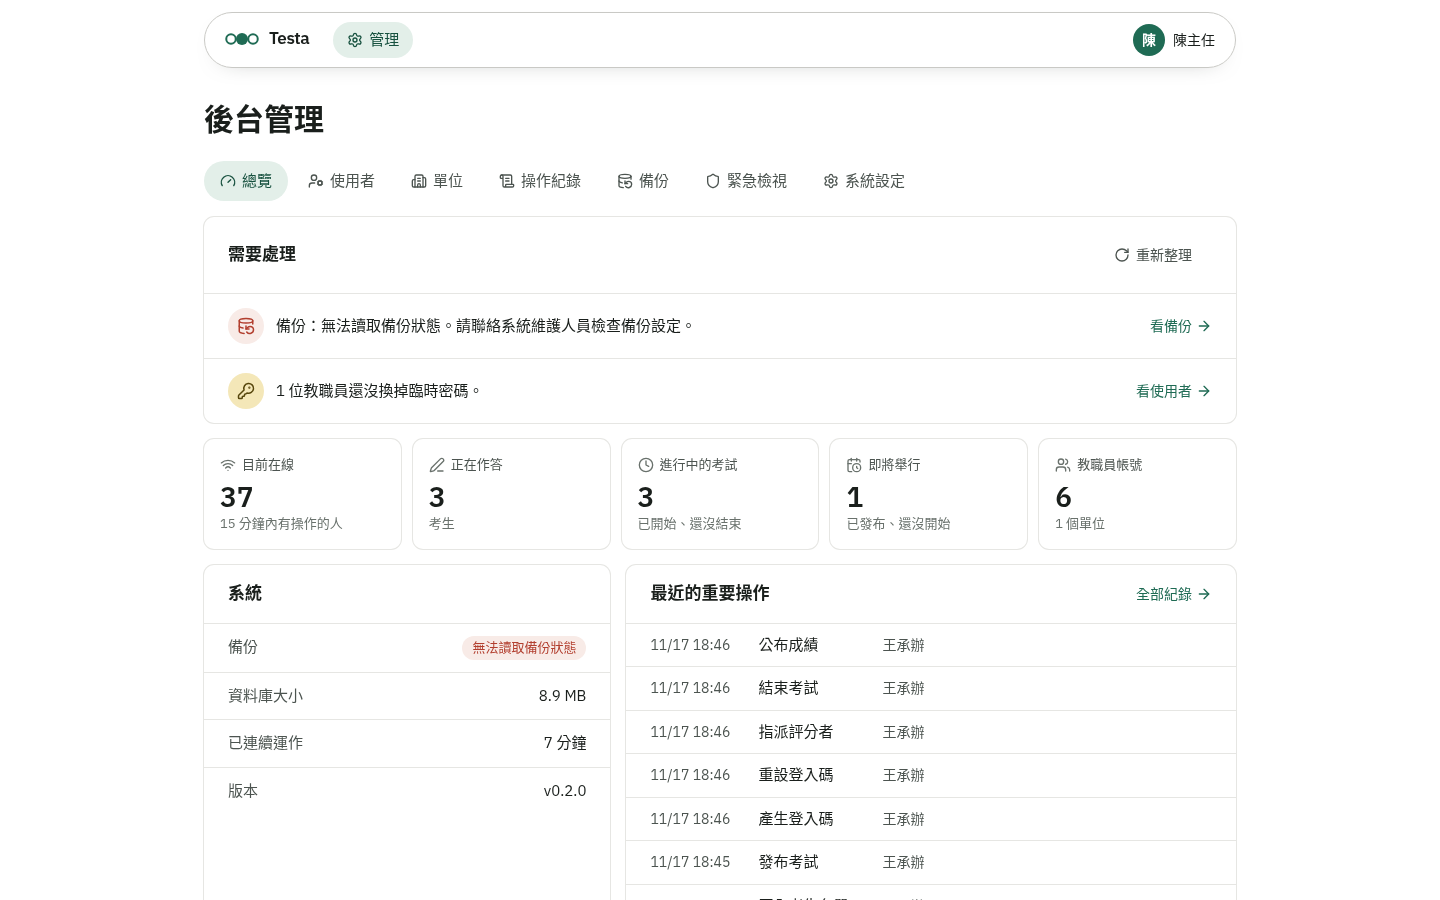 Testa
管理
陳
陳主任
後台管理
總覽
使用者
單位
操作紀錄
備份
緊急檢視
系統設定
需要處理
重新整理
備份：無法讀取備份狀態。請聯絡系統維護人員檢查備份設定。
看備份
1 位教職員還沒換掉臨時密碼。
看使用者
目前在線
37
15 分鐘內有操作的人
正在作答
3
考生
進行中的考試
3
已開始、還沒結束
即將舉行
1
已發布、還沒開始
教職員帳號
6
1 個單位
系統
備份
無法讀取備份狀態
資料庫大小
8.9 MB
已連續運作
7 分鐘
版本
v0.2.0
最近的重要操作
全部紀錄
11/17 18:46 公布成績 王承辦
11/17 18:46 結束考試 王承辦
11/17 18:46 指派評分者 王承辦
11/17 18:46 重設登入碼 王承辦
11/17 18:46 產生登入碼 王承辦
11/17 18:45 發布考試 王承辦